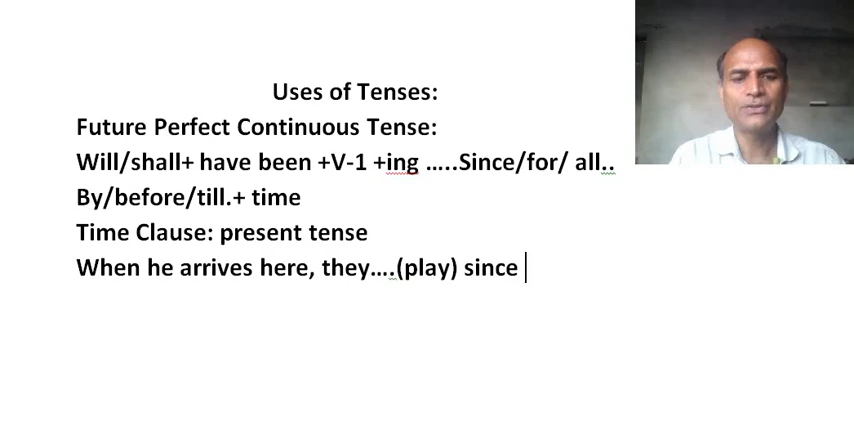 Uses of Tenses:
Future Perfect Continuous Tense:
Will/shall+ have been +V-1 +ing .....Since/for/ all..
By/before/till.+ time
Time Clause: present tense
When he arrives here, they....(play) since